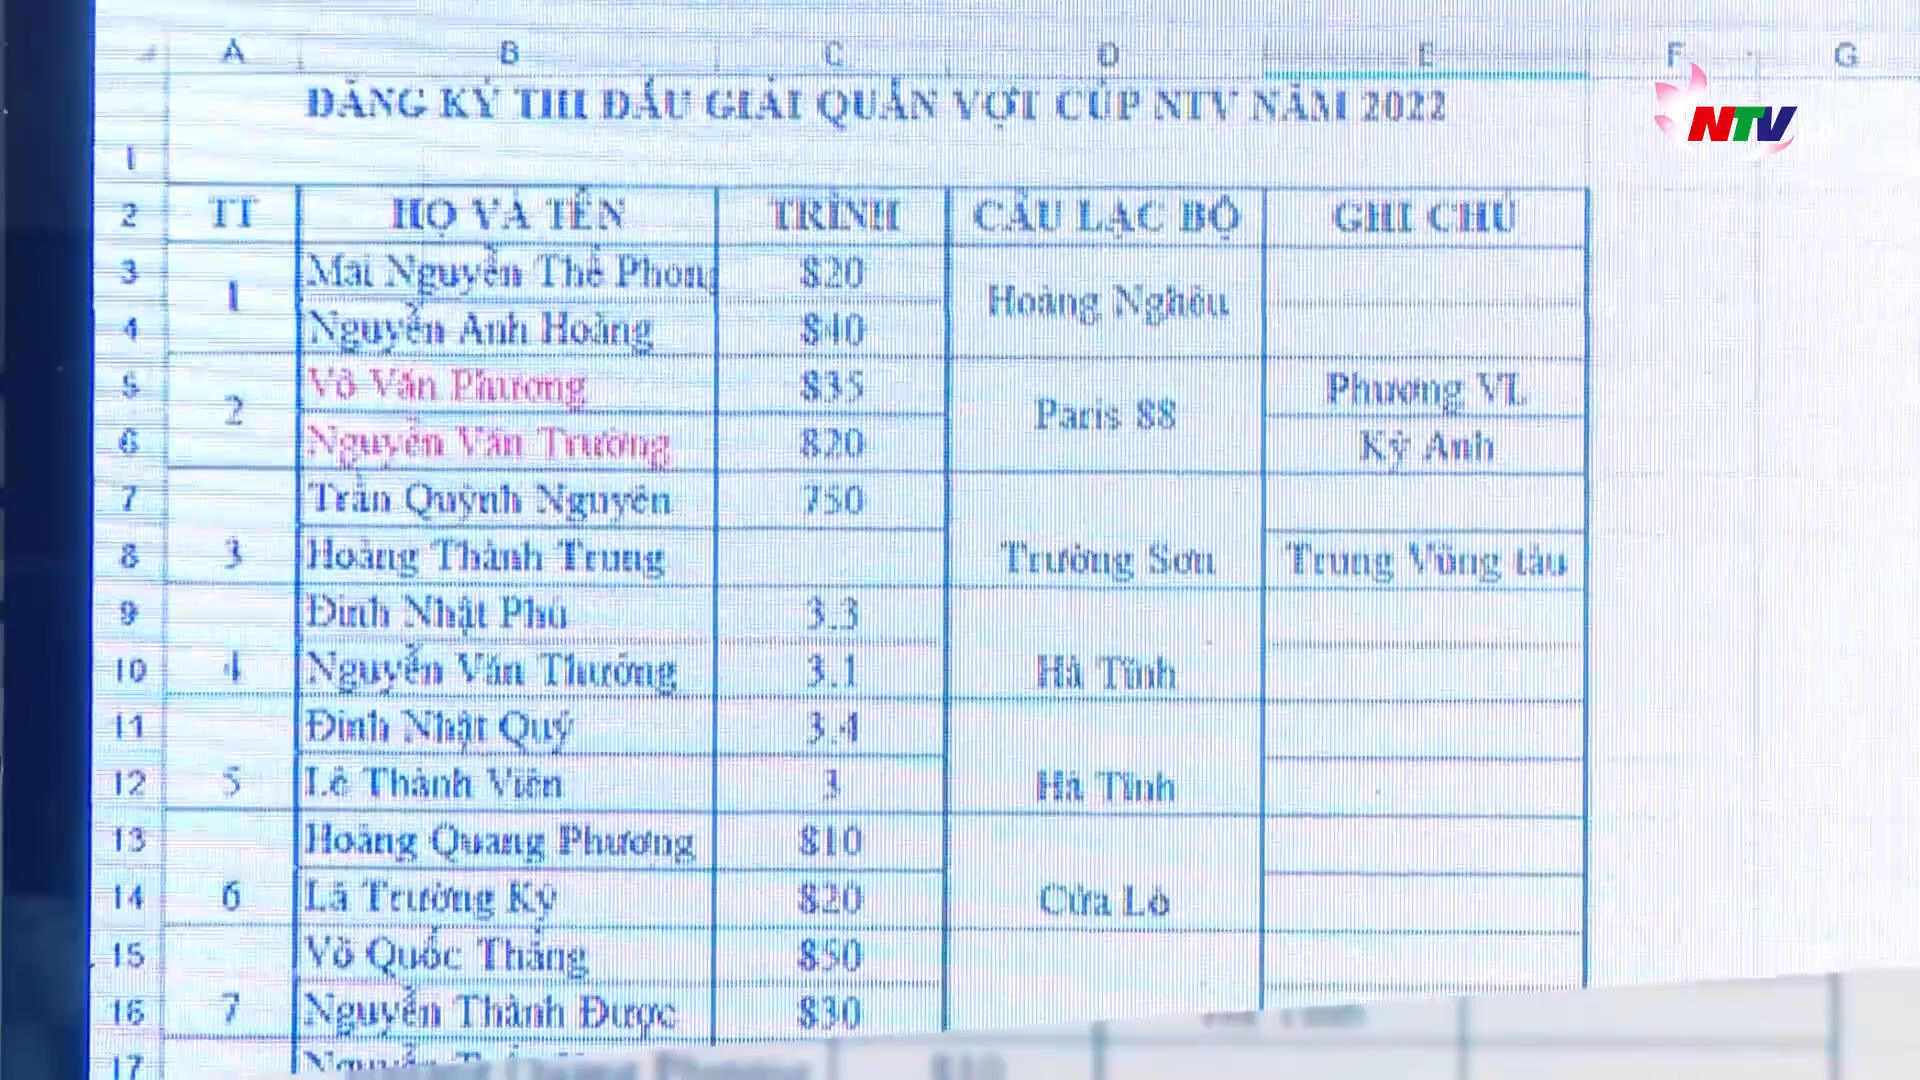 A B C D E F G
ĐĂNG KÝ THI ĐẤU GIẢI QUẦN VỢT CÚP NTV NĂM 2022
NTV
1
2 TT HỌ VÀ TÊN TRÌNH CÂU LẠC BỘ GHI CHÚ
3 Mai Nguyễn Thế Phong 820
1 Hoàng Nghêu
4 Nguyễn Anh Hoàng 840
5 Võ Văn Phương 835 Phương VL
2 Paris 88
6 Nguyễn Văn Trường 820 Kỳ Anh
7 Trần Quỳnh Nguyên 750
8 3 Hoàng Thành Trung Trường Sơn Trung Vũng tàu
9 Đinh Nhật Phú 3.3
10 4 Nguyễn Văn Thưởng 3.1 Hà Tĩnh
11 Đinh Nhật Quý 3.4
12 5 Lê Thành Viên 3 Hà Tĩnh
13 Hoàng Quang Phương 810
14 6 Lã Trường Kỳ 820 Cửa Lò
15 Võ Quốc Thắng 850
16 7 Nguyễn Thành Được 830
17